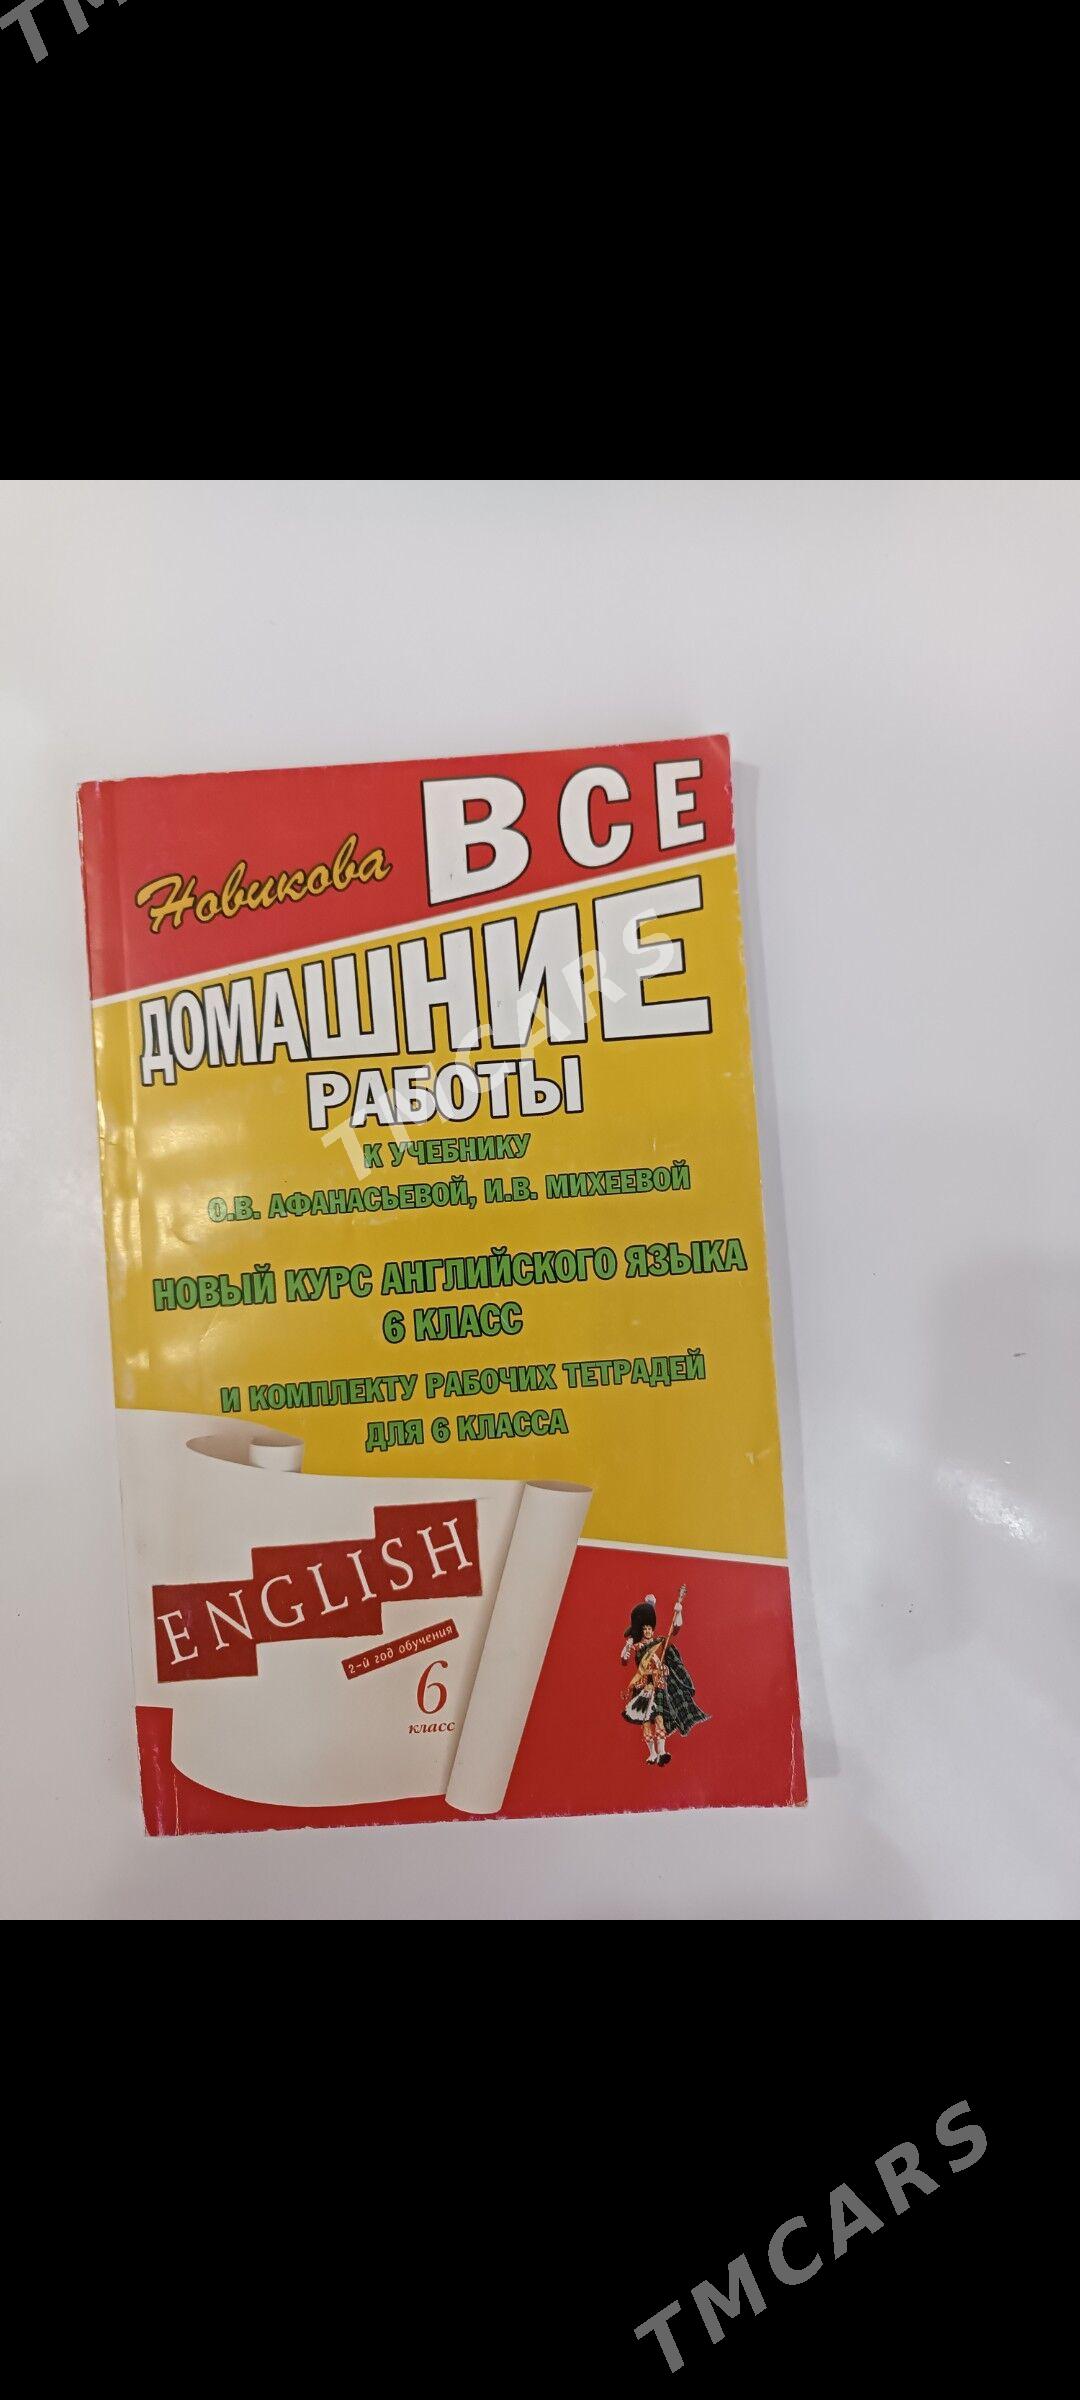 Новикова
ВСЕ
ДОМАШНИЕ
РАБОТЫ
К УЧЕБНИКУ
О.В. АФАНАСЬЕВОЙ, И.В. МИХЕЕВОЙ
НОВЫЙ КУРС АНГЛИЙСКОГО ЯЗЫКА
6 КЛАСС
И КОМПЛЕКТУ РАБОЧИХ ТЕТРАДЕЙ
ДЛЯ 6 КЛАССА
ENGLISH
2-й год обучения
6
класс
TMCARS
TMCARS